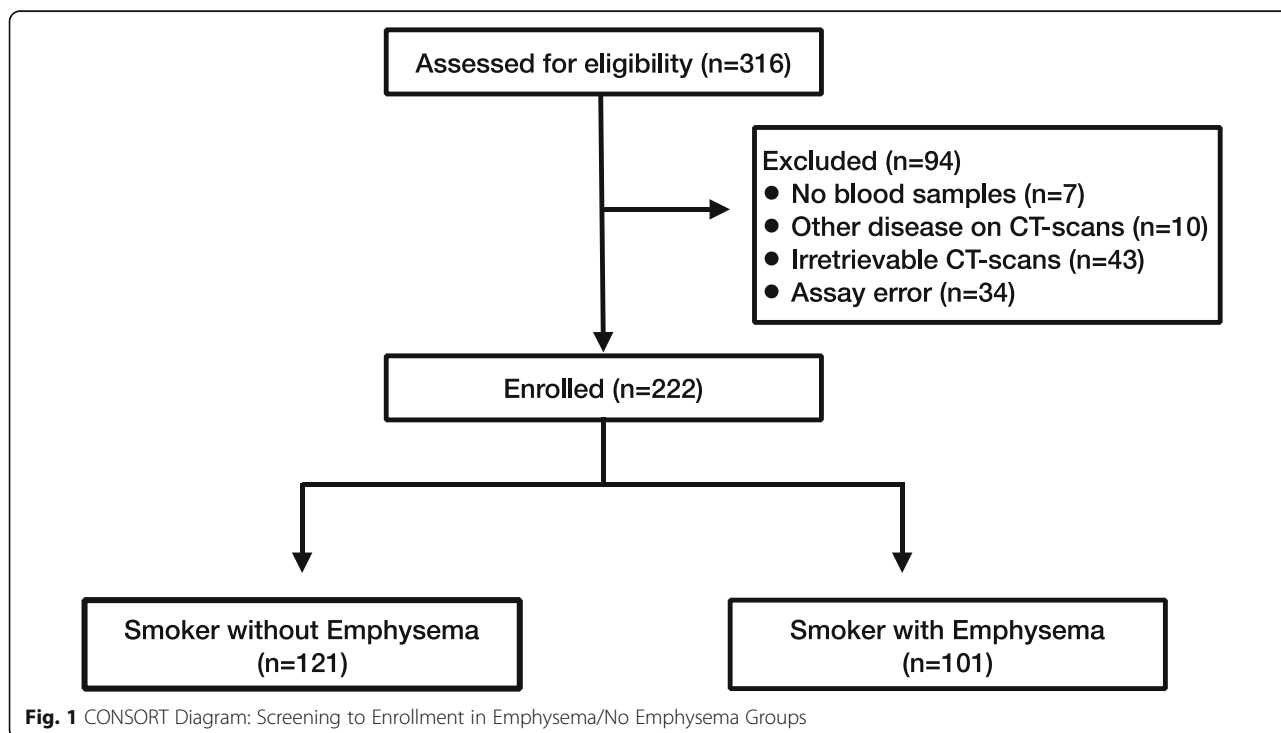 Assessed for eligibility (n=316)
Excluded (n=94)
● No blood samples (n=7)
● Other disease on CT-scans (n=10)
● Irretrievable CT-scans (n=43)
● Assay error (n=34)
Enrolled (n=222)
Smoker without Emphysema
(n=121)
Smoker with Emphysema
(n=101)
Fig. 1 CONSORT Diagram: Screening to Enrollment in Emphysema/No Emphysema Groups